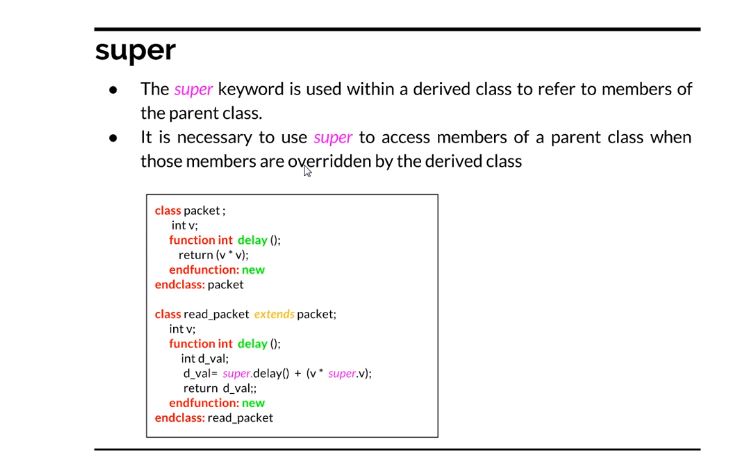 super
● The super keyword is used within a derived class to refer to members of
the parent class.
● It is necessary to use super to access members of a parent class when
those members are overridden by the derived class
class packet ;
int v;
function int delay ();
return (v * v);
endfunction: new
endclass: packet
class read_packet extends packet;
int v;
function int delay ();
int d_val;
d_val= super.delay() + (v * super.v);
return d_val;;
endfunction: new
endclass: read_packet